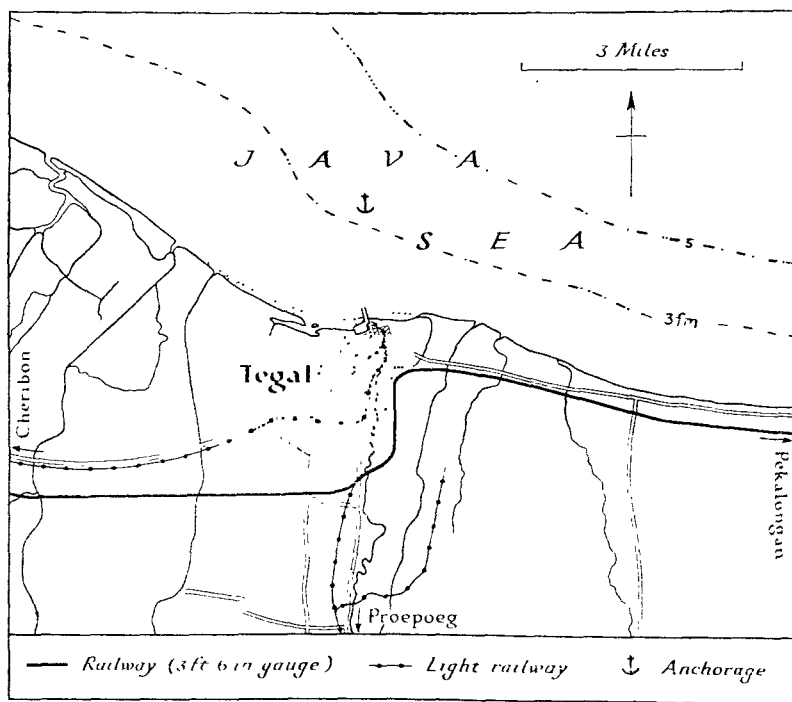 3 Miles
J A V A
S E A
5
3fm
Tegal
Cheribon
Pekalongan
Proepoeg
Railway (3ft 6in gauge)
Light railway
Anchorage